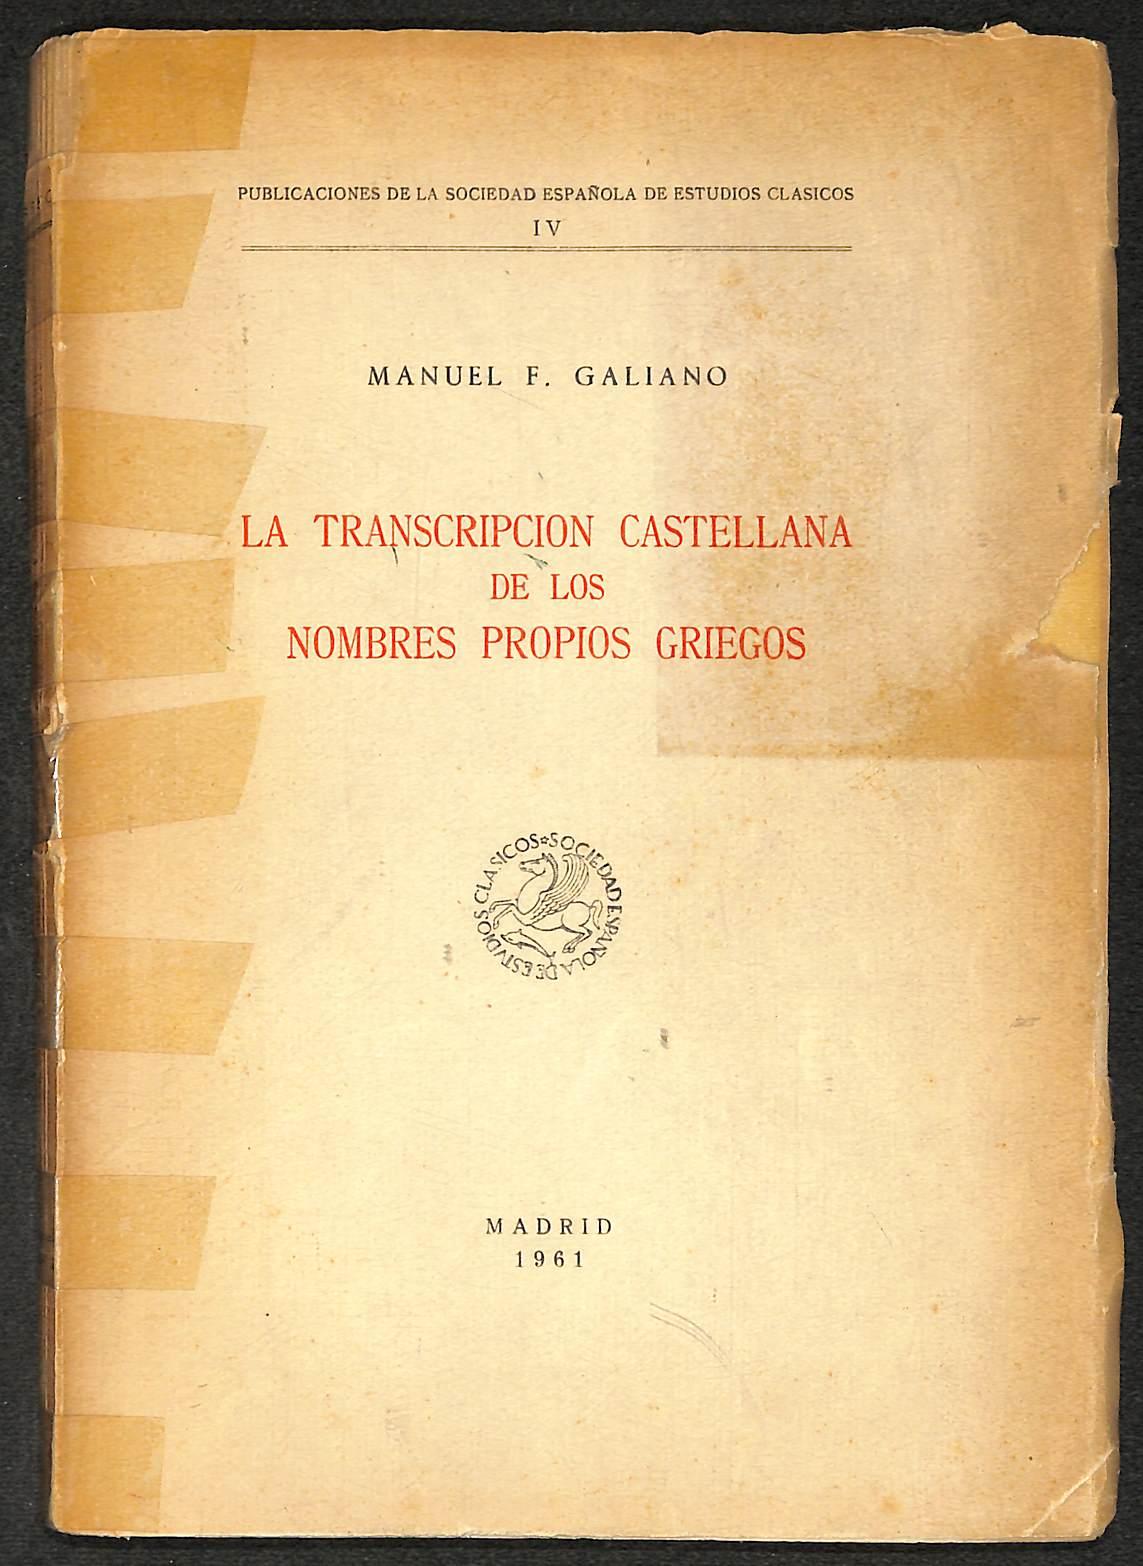 PUBLICACIONES DE LA SOCIEDAD ESPAÑOLA DE ESTUDIOS CLASICOS
IV
MANUEL F. GALIANO
LA TRANSCRIPCION CASTELLANA
DE LOS
NOMBRES PROPIOS GRIEGOS
SOCIEDAD ESPAÑOLA DE ESTVDIOS CLASICOS
MADRID
1961